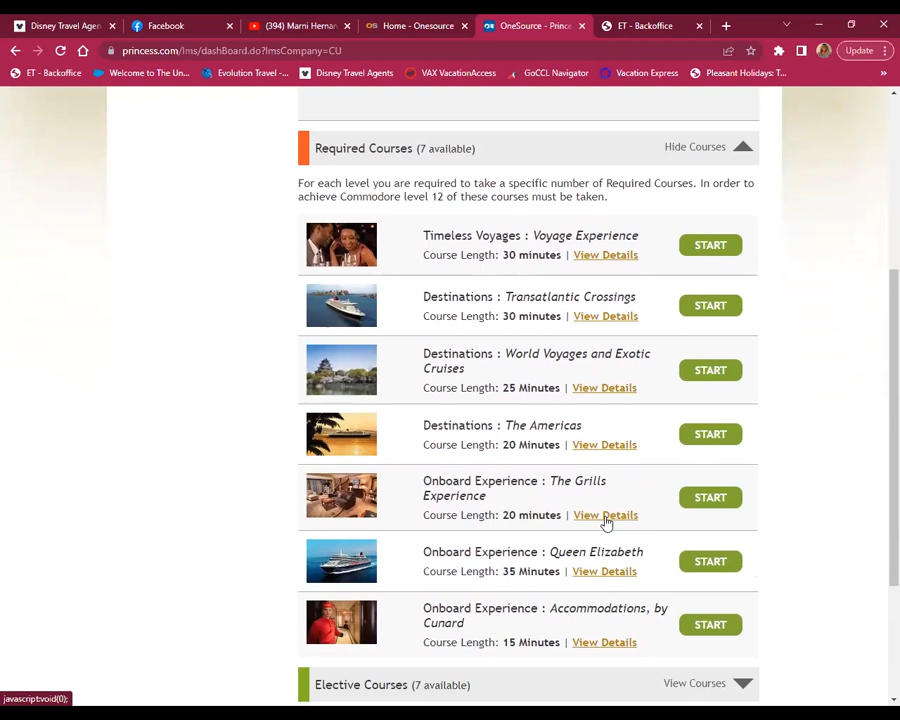 Disney Travel Agen
Facebook
(394) Marni Hernan
Home - Onesource
OneSource - Prince
ET - Backoffice
princess.com/lms/dashBoard.do?lmsCompany=CU
Update
ET - Backoffice
Welcome to The Un...
Evolution Travel -...
Disney Travel Agents
VAX VacationAccess
GoCCL Navigator
Vacation Express
Pleasant Holidays: T...
Required Courses (7 available)
Hide Courses
For each level you are required to take a specific number of Required Courses. In order to
achieve Commodore level 12 of these courses must be taken.
Timeless Voyages : Voyage Experience
Course Length: 30 minutes | View Details
START
Destinations : Transatlantic Crossings
Course Length: 30 minutes | View Details
START
Destinations : World Voyages and Exotic
Cruises
Course Length: 25 Minutes | View Details
START
Destinations : The Americas
Course Length: 20 Minutes | View Details
START
Onboard Experience : The Grills
Experience
Course Length: 20 minutes | View Details
START
Onboard Experience : Queen Elizabeth
Course Length: 35 Minutes | View Details
START
Onboard Experience : Accommodations, by
Cunard
Course Length: 15 Minutes | View Details
START
Elective Courses (7 available)
View Courses
javascript:void(0);